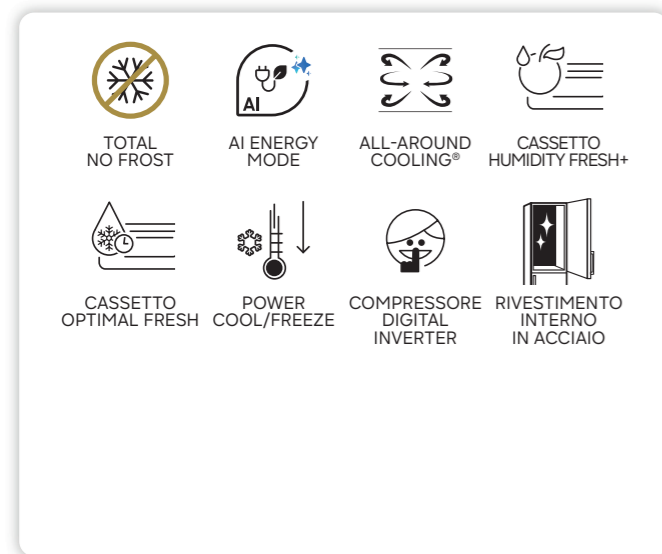 AI
TOTAL
NO FROST
AI ENERGY
MODE
ALL-AROUND
COOLING®
CASSETTO
HUMIDITY FRESH+
CASSETTO
OPTIMAL FRESH
POWER
COOL/FREEZE
COMPRESSORE
DIGITAL
INVERTER
RIVESTIMENTO
INTERNO
IN ACCIAIO